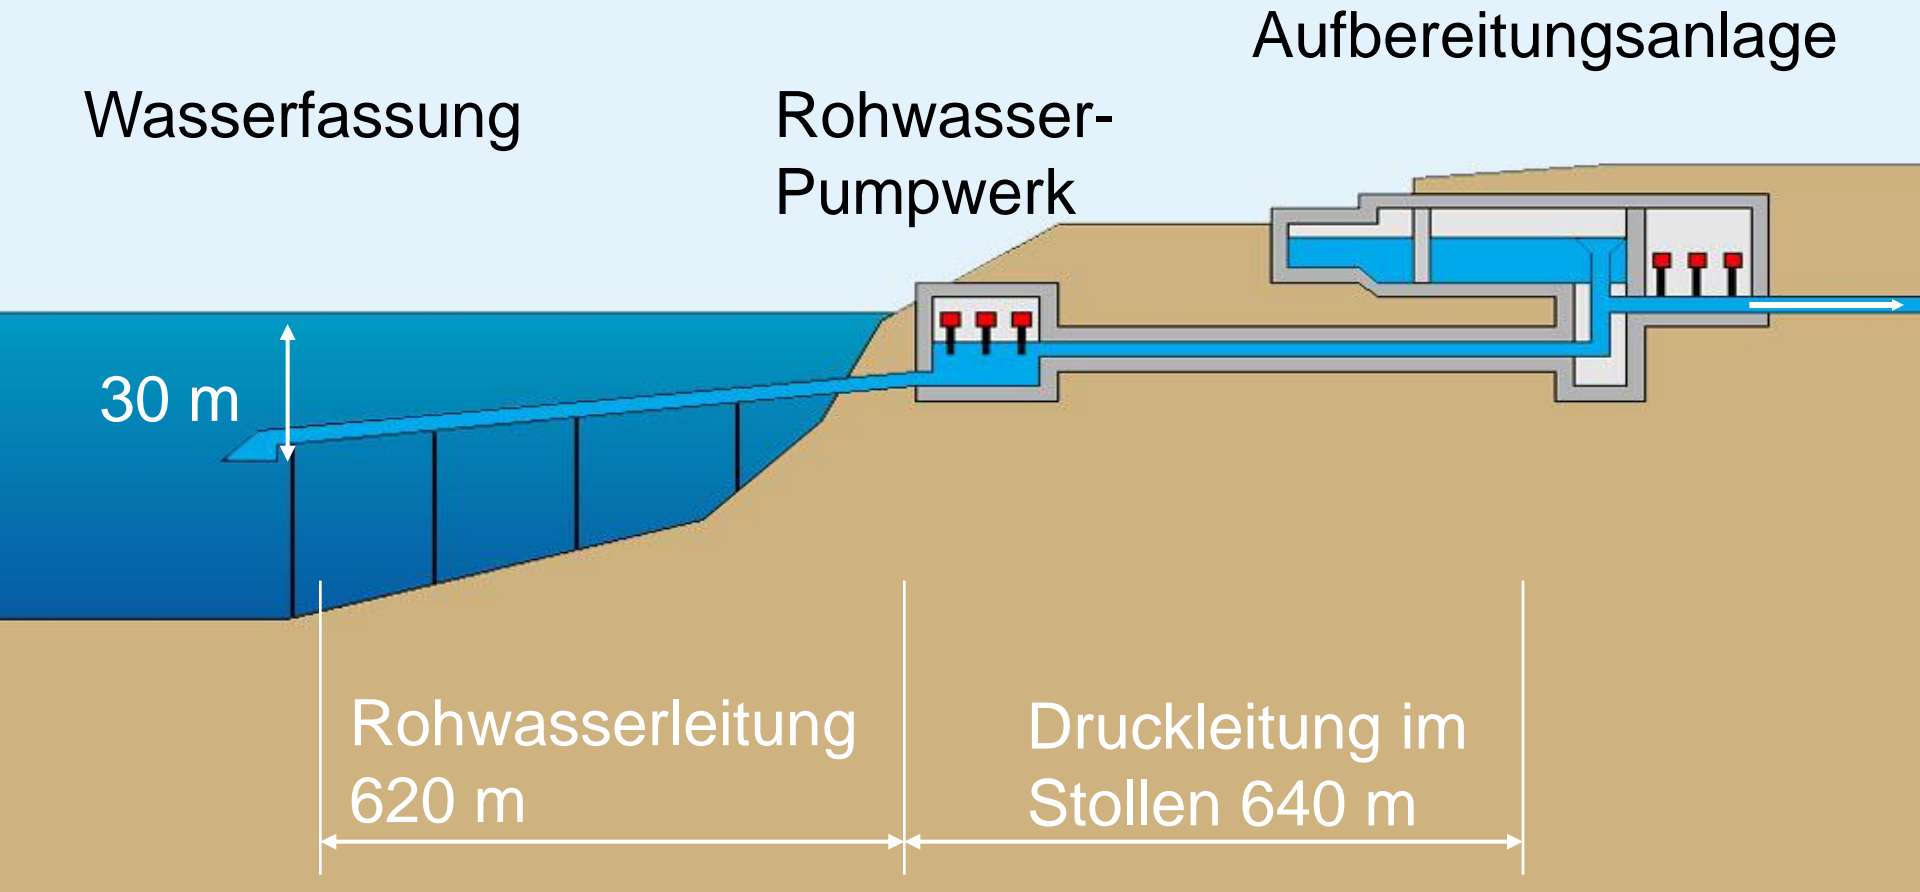 Aufbereitungsanlage
Wasserfassung
Rohwasser-
Pumpwerk
30 m
Rohwasserleitung
620 m
Druckleitung im
Stollen 640 m